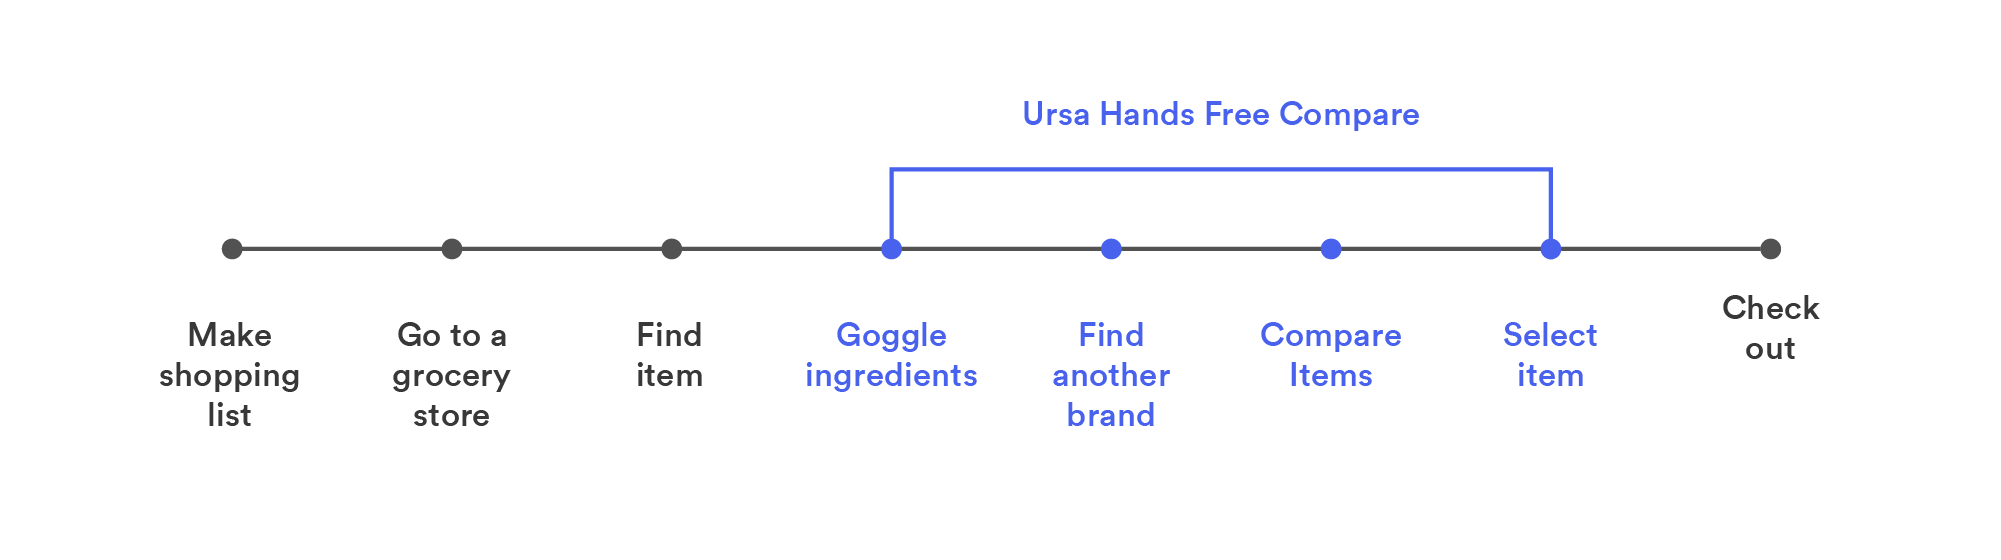 Ursa Hands Free Compare
Make
shopping
list
Go to a
grocery
store
Find
item
Goggle
ingredients
Find
another
brand
Compare
Items
Select
item
Check
out